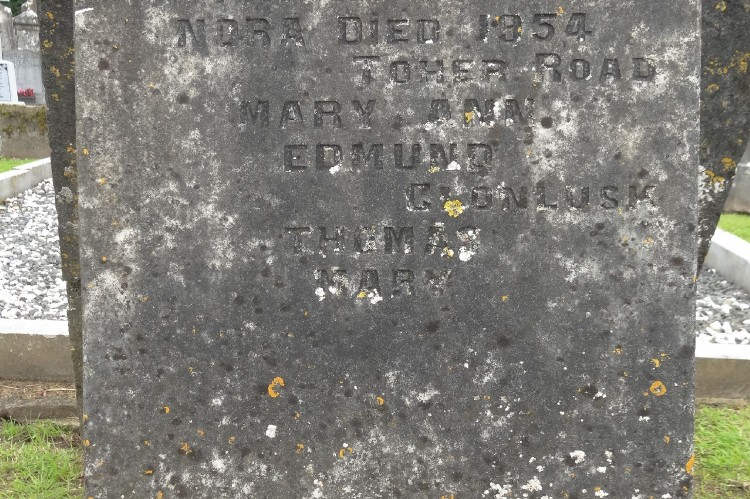 NORA DIED 1954
TOHER ROAD
MARY ANN
EDMUND
CLONLUSK
THOMAS
MARY